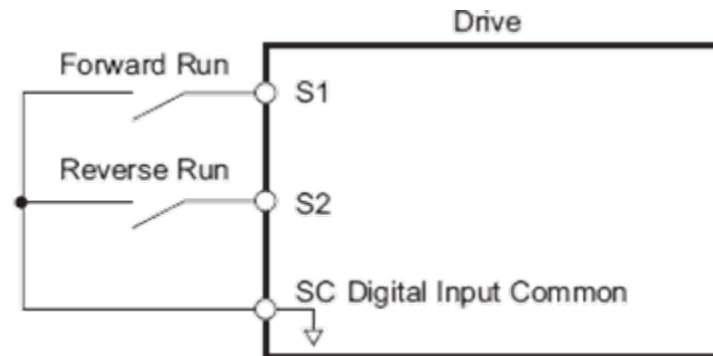 Drive
Forward Run
S1
Reverse Run
S2
SC Digital Input Common